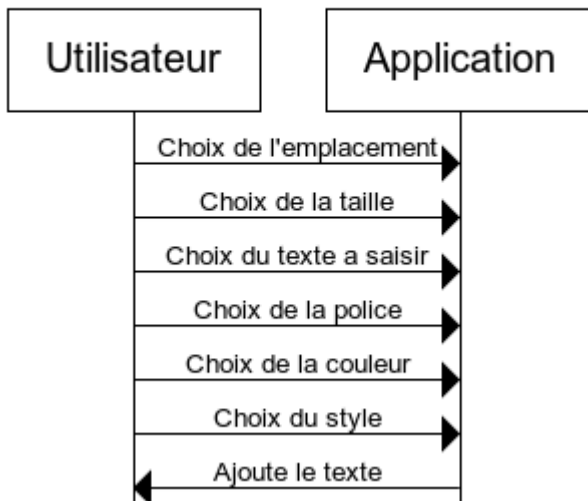 Utilisateur
Application
Choix de l'emplacement
Choix de la taille
Choix du texte a saisir
Choix de la police
Choix de la couleur
Choix du style
Ajoute le texte